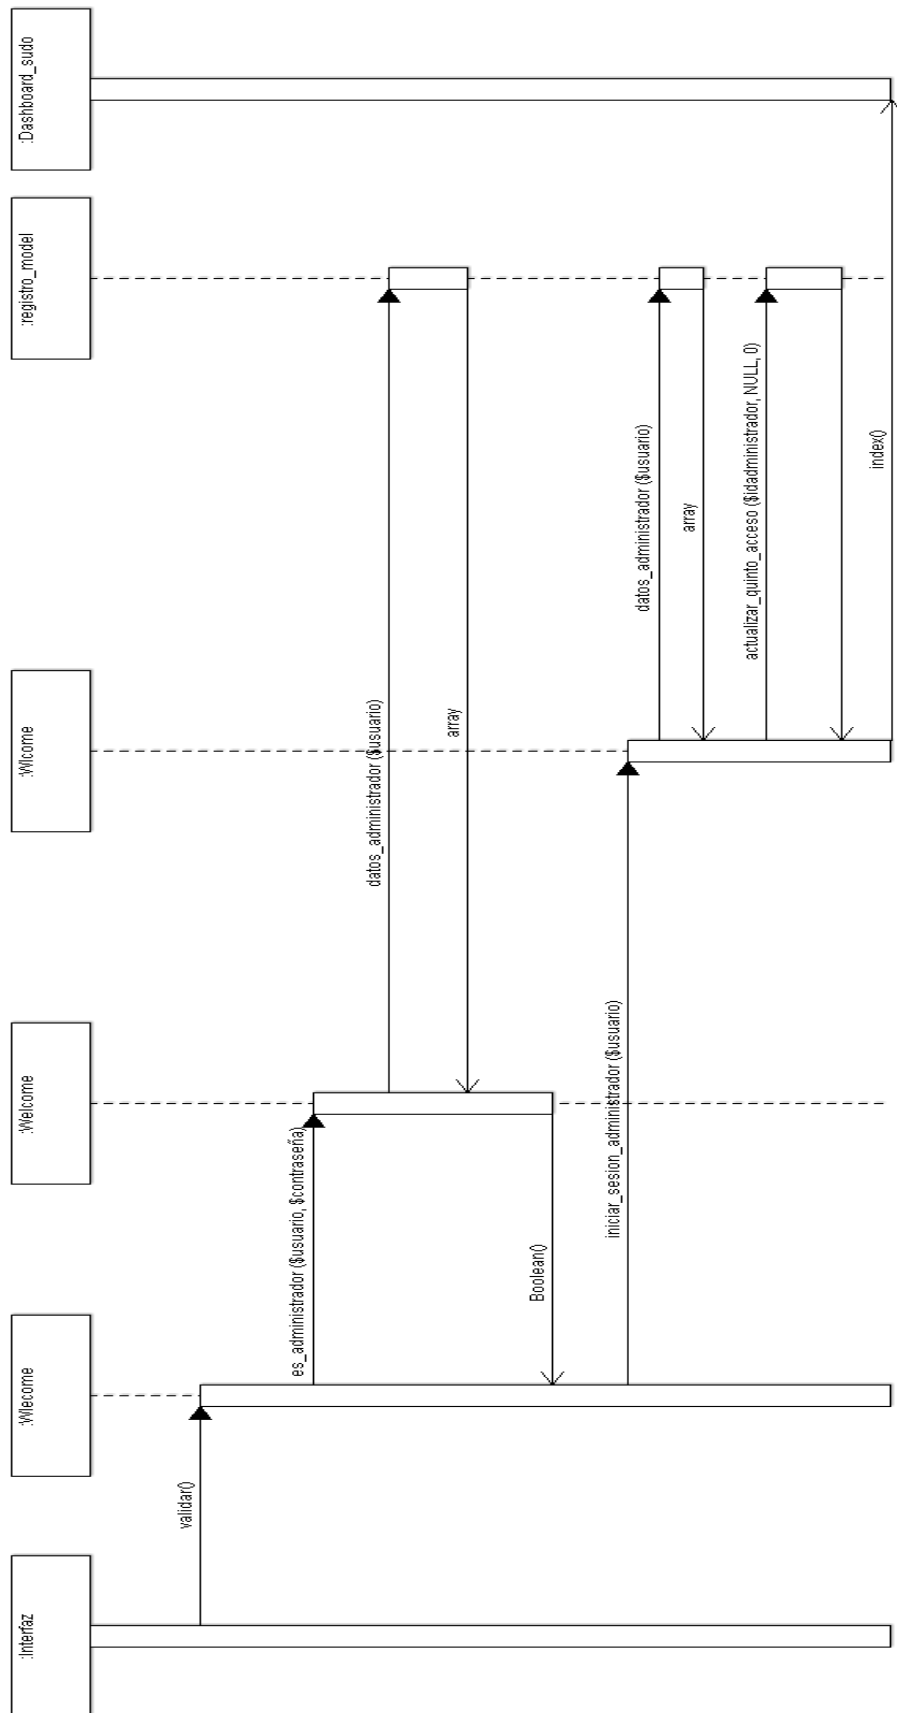 :Interfaz
:Wlecome
:Welcome
:Wlcome
:registro_model
:Dashboard_sudo
validar()
es_administrador ($usuario, $contraseña)
datos_administrador ($usuario)
array
Boolean()
iniciar_sesion_administrador ($usuario)
datos_administrador ($usuario)
array
actualizar_quinto_acceso ($idadministrador, NULL, 0)
index()